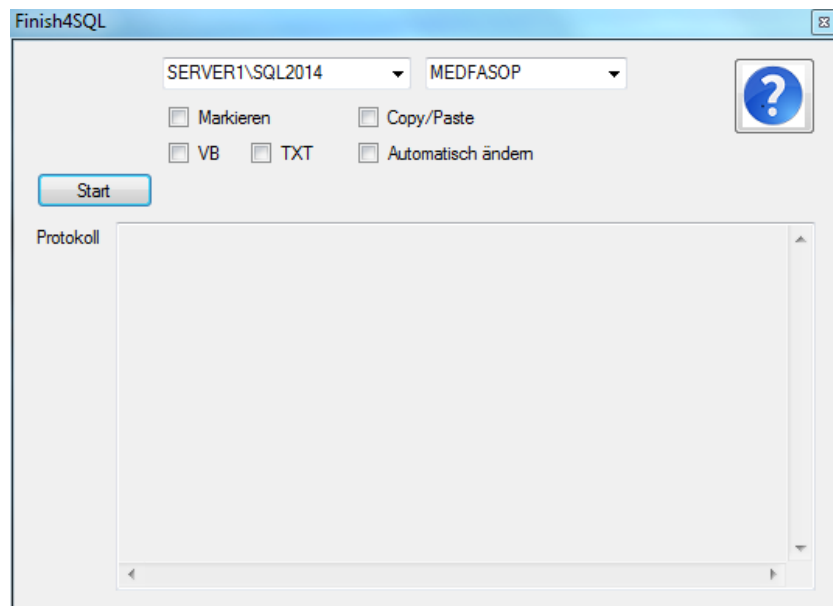 Finish4SQL
SERVER1\SQL2014 MEDFASOP
Markieren Copy/Paste
VB TXT Automatisch ändern
Start
Protokoll